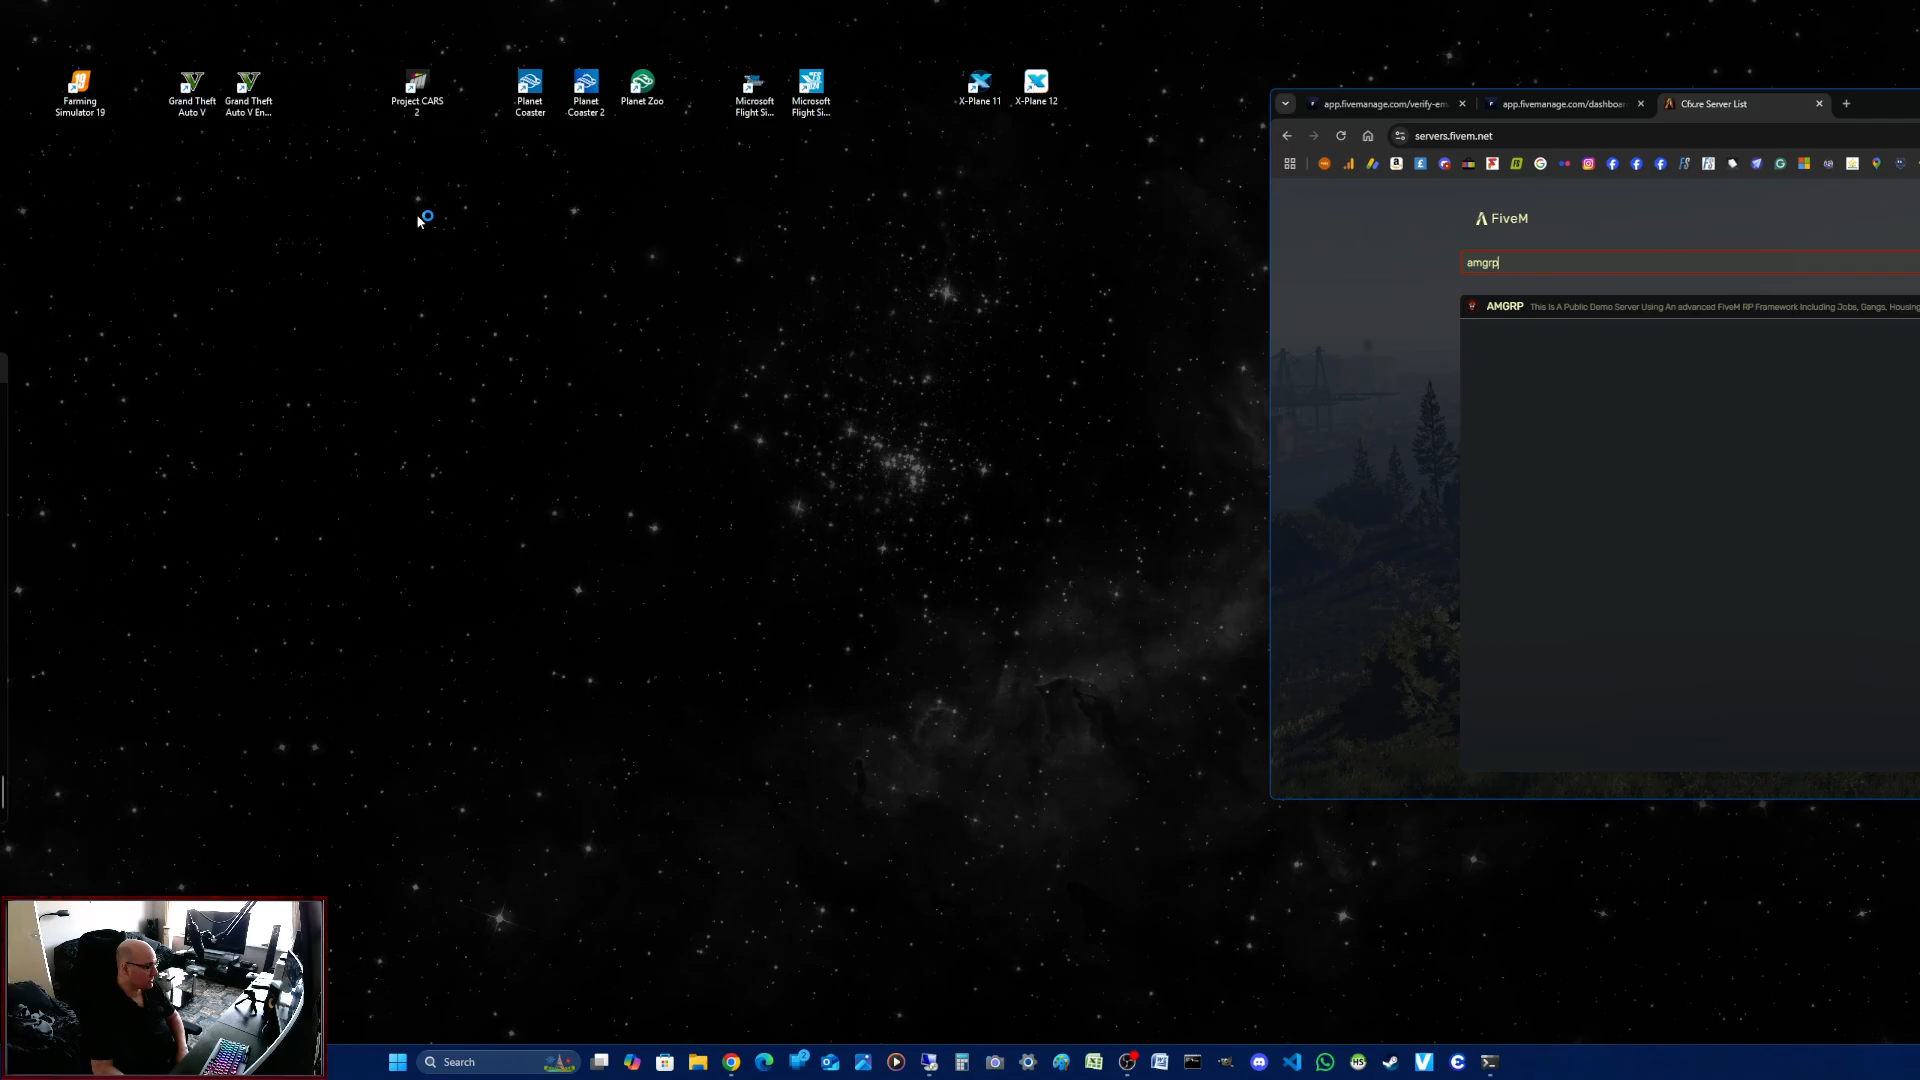 Farming
Simulator 19
Grand Theft
Auto V
Grand Theft
Auto V En...
Project CARS
2
Planet
Coaster
Planet
Coaster 2
Planet Zoo
Microsoft
Flight Si...
Microsoft
Flight Si...
X-Plane 11
X-Plane 12
app.fivemanage.com/verify-em
app.fivemanage.com/dashboar
Cfx.re Server List
servers.fivem.net
FiveM
amgrp
AMGRP This Is A Public Demo Server Using An advanced FiveM RP Framework Including Jobs, Gangs, Housing
Search